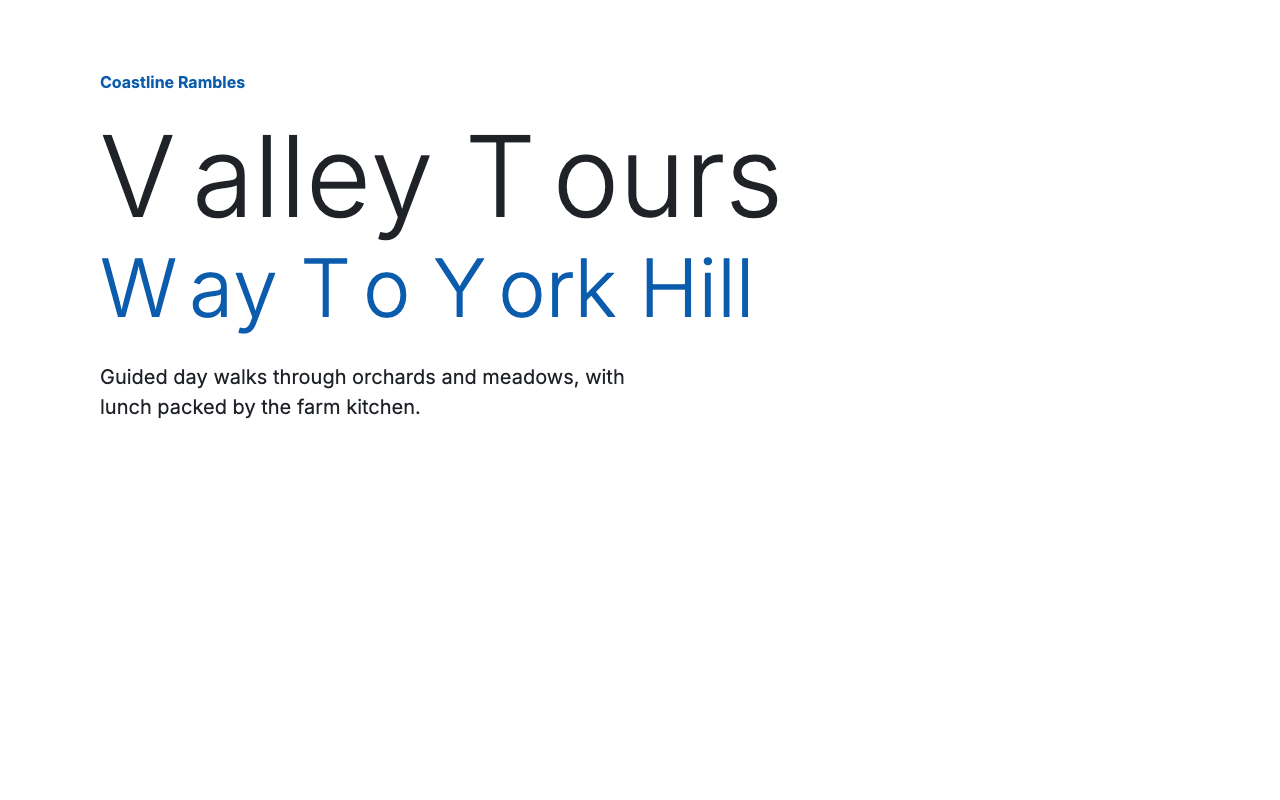 Coastline Rambles
Valley Tours
Way To York Hill
Guided day walks through orchards and meadows, with
lunch packed by the farm kitchen.